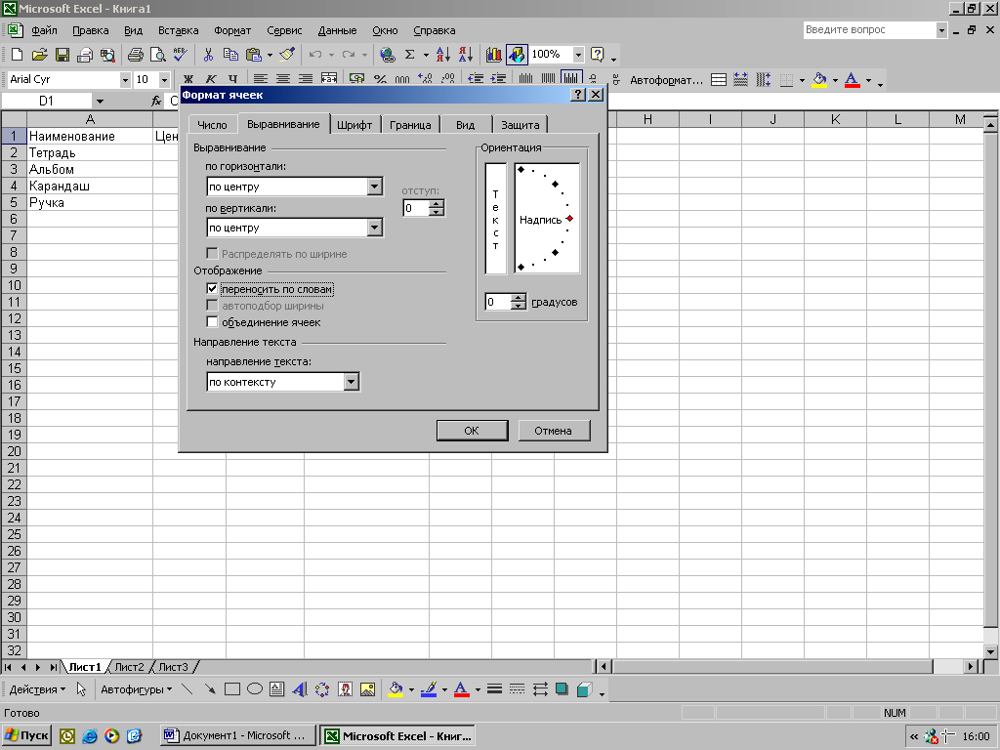 Microsoft Excel - Книга1
Файл Правка Вид Вставка Формат Сервис Данные Окно Справка
Введите вопрос
100%
Arial Cyr 10 Ж К Ч Автоформат...
D1 fx С
Формат ячеек
Число Выравнивание Шрифт Граница Вид Защита
Выравнивание
по горизонтали:
по центру
отступ:
0
по вертикали:
по центру
Распределять по ширине
Отображение
переносить по словам
автоподбор ширины
объединение ячеек
Направление текста
направление текста:
по контексту
Ориентация
Текст
Надпись
0 градусов
ОК Отмена
A H I J K L M
1 Наименование Цен
2 Тетрадь
3 Альбом
4 Карандаш
5 Ручка
6
7
8
9
10
11
12
13
14
15
16
17
18
19
20
21
22
23
24
25
26
27
28
29
30
31
32
Лист1 Лист2 Лист3
Действия Автофигуры
Готово NUM
Пуск Документ1 - Microsoft ... Microsoft Excel - Книг... 16:00